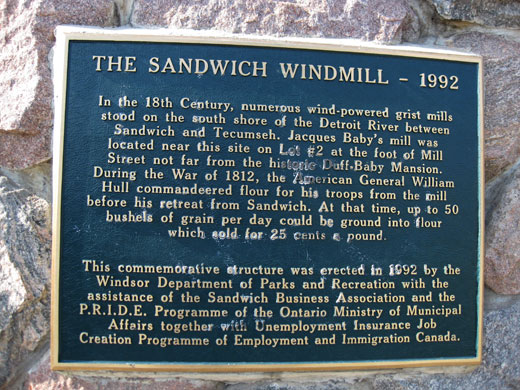 THE SANDWICH WINDMILL – 1992
In the 18th Century, numerous wind-powered grist mills
stood on the south shore of the Detroit River between
Sandwich and Tecumseh. Jacques Baby's mill was
located near this site on Lot #2 at the foot of Mill
Street not far from the historic Duff-Baby Mansion.
During the War of 1812, the American General William
Hull commandeered flour for his troops from the mill
before his retreat from Sandwich. At that time, up to 50
bushels of grain per day could be ground into flour
which sold for 25 cents a pound.
This commemorative structure was erected in 1992 by the
Windsor Department of Parks and Recreation with the
assistance of the Sandwich Business Association and the
P.R.I.D.E. Programme of the Ontario Ministry of Municipal
Affairs together with Unemployment Insurance Job
Creation Programme of Employment and Immigration Canada.